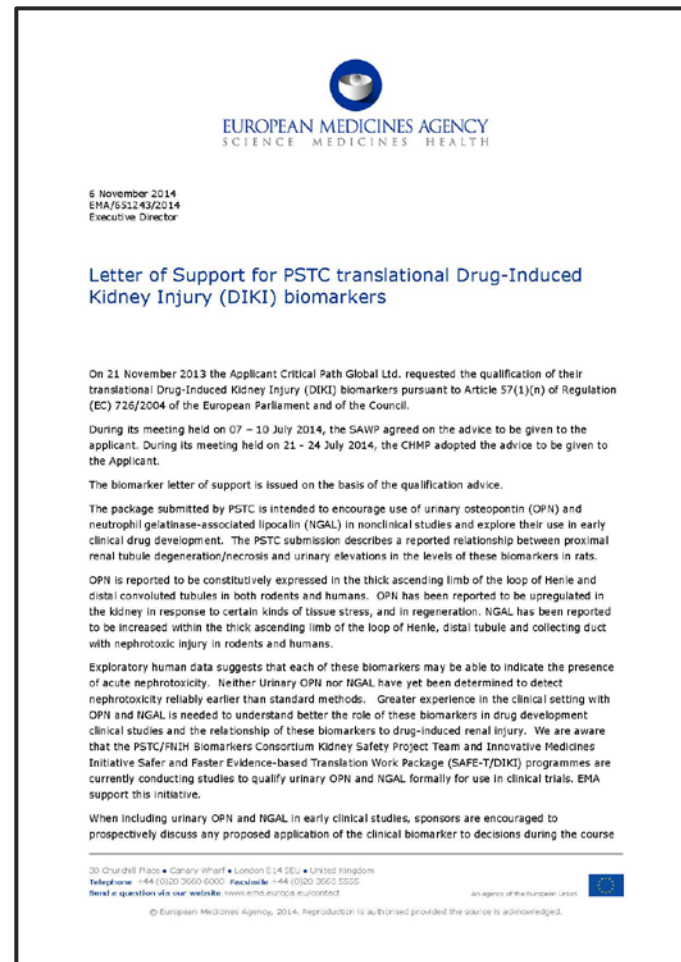 EUROPEAN MEDICINES AGENCY
SCIENCE MEDICINES HEALTH
6 November 2014
EMA/651243/2014
Executive Director
Letter of Support for PSTC translational Drug-Induced
Kidney Injury (DIKI) biomarkers
On 21 November 2013 the Applicant Critical Path Global Ltd. requested the qualification of their
translational Drug-Induced Kidney Injury (DIKI) biomarkers pursuant to Article 57(1)(n) of Regulation
(EC) 726/2004 of the European Parliament and of the Council.
During its meeting held on 07 – 10 July 2014, the SAWP agreed on the advice to be given to the
applicant. During its meeting held on 21 - 24 July 2014, the CHMP adopted the advice to be given to
the Applicant.
The biomarker letter of support is issued on the basis of the qualification advice.
The package submitted by PSTC is intended to encourage use of urinary osteopontin (OPN) and
neutrophil gelatinase-associated lipocalin (NGAL) in nonclinical studies and explore their use in early
clinical drug development. The PSTC submission describes a reported relationship between proximal
renal tubule degeneration/necrosis and urinary elevations in the levels of these biomarkers in rats.
OPN is reported to be constitutively expressed in the thick ascending limb of the loop of Henle and
distal convoluted tubules in both rodents and humans. OPN has been reported to be upregulated in
the kidney in response to certain kinds of tissue stress, and in regeneration. NGAL has been reported
to be increased within the thick ascending limb of the loop of Henle, distal tubule and collecting duct
with nephrotoxic injury in rodents and humans.
Exploratory human data suggests that each of these biomarkers may be able to indicate the presence
of acute nephrotoxicity. Neither Urinary OPN nor NGAL have yet been determined to detect
nephrotoxicity reliably earlier than standard methods. Greater experience in the clinical setting with
OPN and NGAL is needed to understand better the role of these biomarkers in drug development
clinical studies and the relationship of these biomarkers to drug-induced renal injury. We are aware
that the PSTC/FNIH Biomarkers Consortium Kidney Safety Project Team and Innovative Medicines
Initiative Safer and Faster Evidence-based Translation Work Package (SAFE-T/DIKI) programmes are
currently conducting studies to qualify urinary OPN and NGAL formally for use in clinical trials. EMA
support this initiative.
When including urinary OPN and NGAL in early clinical studies, sponsors are encouraged to
prospectively discuss any proposed application of the clinical biomarker to decisions during the course
30 Churchill Place • Canary Wharf • London E14 5EU • United Kingdom
Telephone +44 (0)20 3660 6000 Facsimile +44 (0)20 3660 5555
Send a question via our website www.ema.europa.eu/contact
An agency of the European Union
© European Medicines Agency, 2014. Reproduction is authorised provided the source is acknowledged.